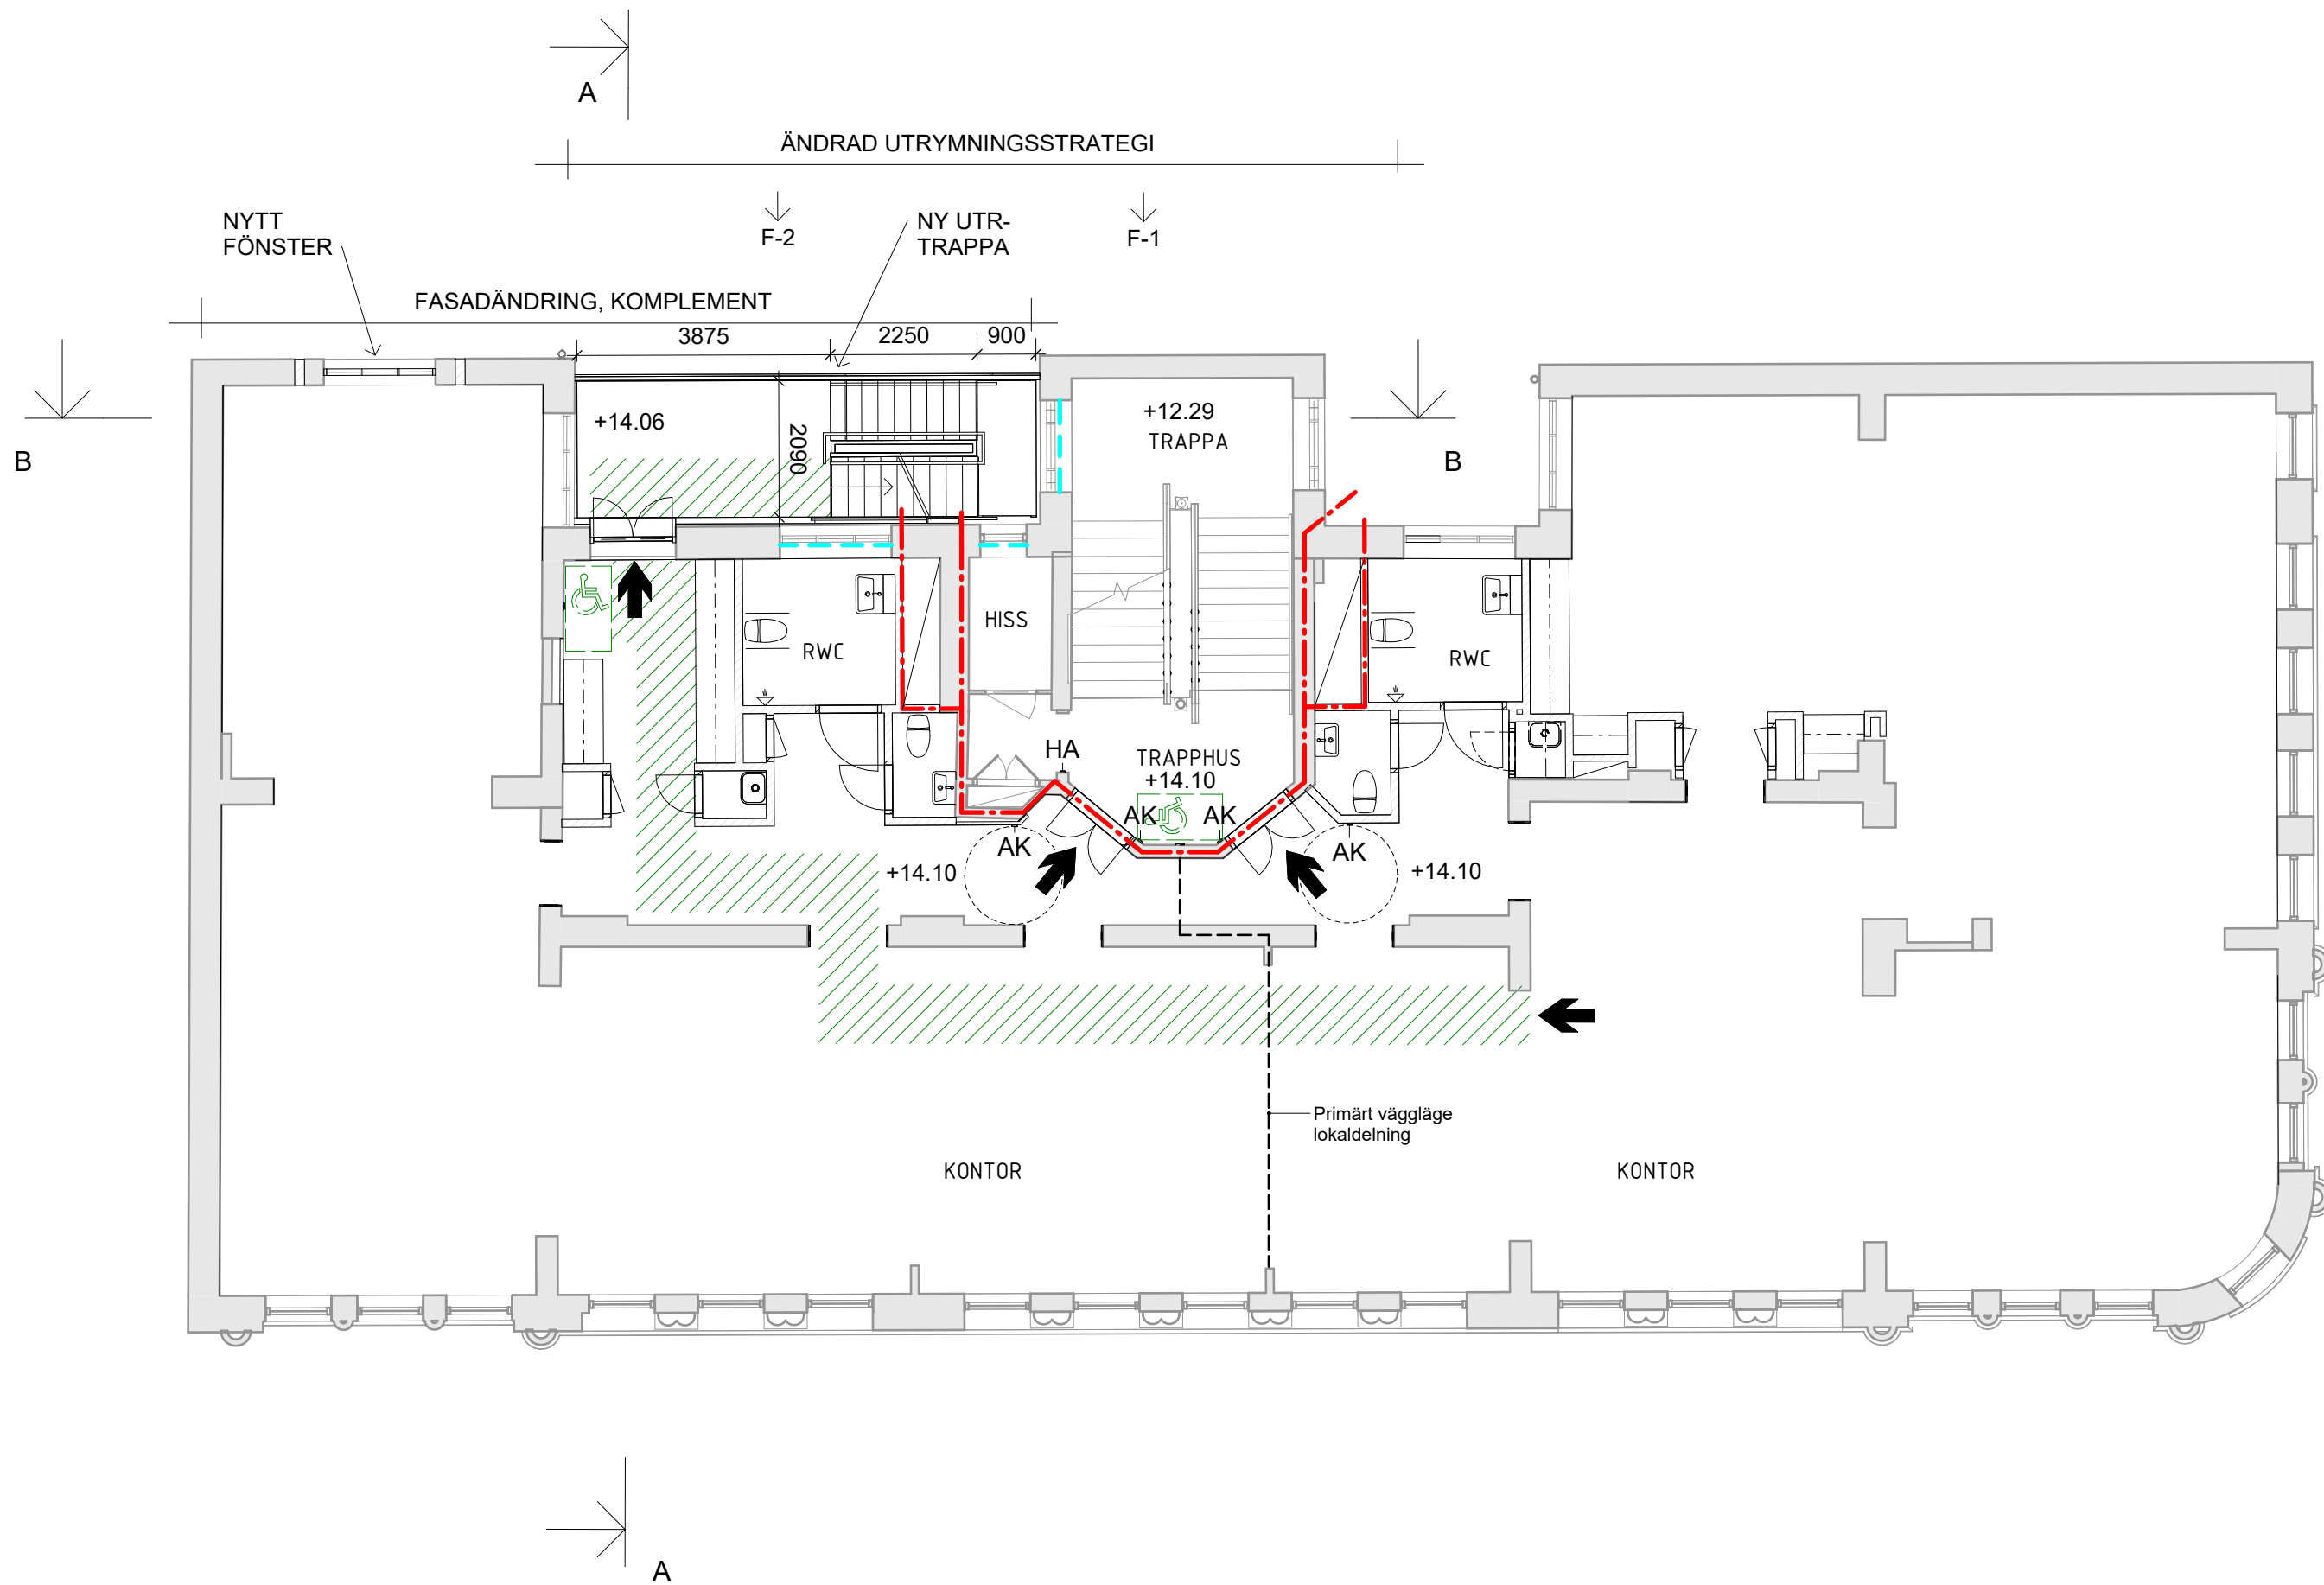 A
ÄNDRAD UTRYMNINGSSTRATEGI
NYTT
FÖNSTER
F-2
NY UTR-
TRAPPA
F-1
FASADÄNDRING, KOMPLEMENT
3875
2250
900
+14.06
2090
+12.29
TRAPPA
B
B
HISS
RWC
RWC
HA
TRAPPHUS
+14.10
AK
AK
AK
AK
+14.10
+14.10
Primärt väggläge
lokaldelning
KONTOR
KONTOR
A